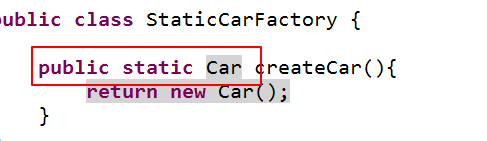 public class StaticCarFactory {
public static Car createCar(){
return new Car();
}